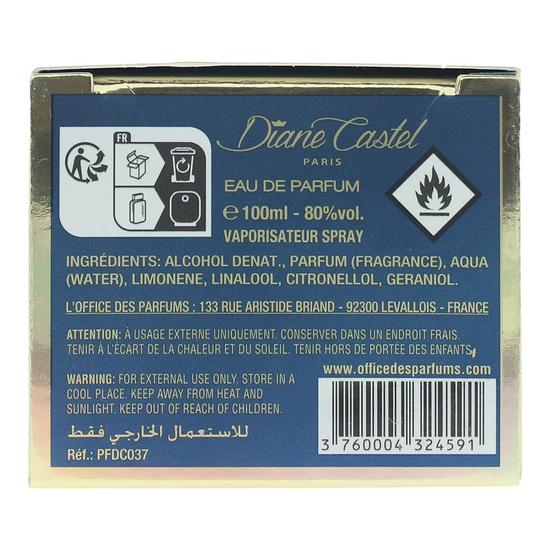 FR
Diane Castel
PARIS
EAU DE PARFUM
℮100ml - 80%vol.
VAPORISATEUR SPRAY
INGRÉDIENTS: ALCOHOL DENAT., PARFUM (FRAGRANCE), AQUA
(WATER), LIMONENE, LINALOOL, CITRONELLOL, GERANIOL.
L'OFFICE DES PARFUMS : 133 RUE ARISTIDE BRIAND - 92300 LEVALLOIS - FRANCE
ATTENTION: À USAGE EXTERNE UNIQUEMENT. CONSERVER DANS UN ENDROIT FRAIS.
TENIR À L'ÉCART DE LA CHALEUR ET DU SOLEIL. TENIR HORS DE PORTÉE DES ENFANTS.
www.officedesparfums.com
WARNING: FOR EXTERNAL USE ONLY. STORE IN A
COOL PLACE. KEEP AWAY FROM HEAT AND
SUNLIGHT. KEEP OUT OF REACH OF CHILDREN.
للاستعمال الخارجي فقط
Réf.: PFDC037
3 760004 324591